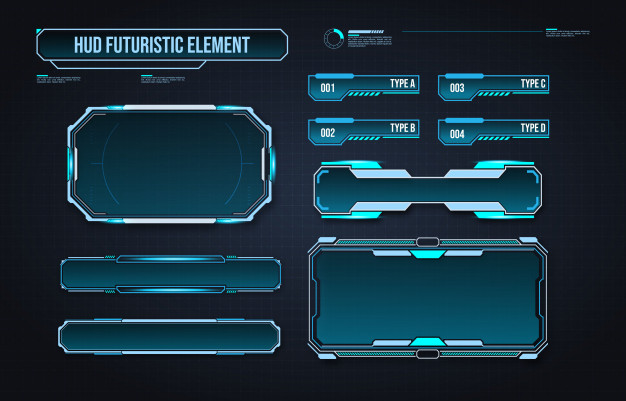 HUD FUTURISTIC ELEMENT
001 TYPE A
003 TYPE C
002 TYPE B
004 TYPE D